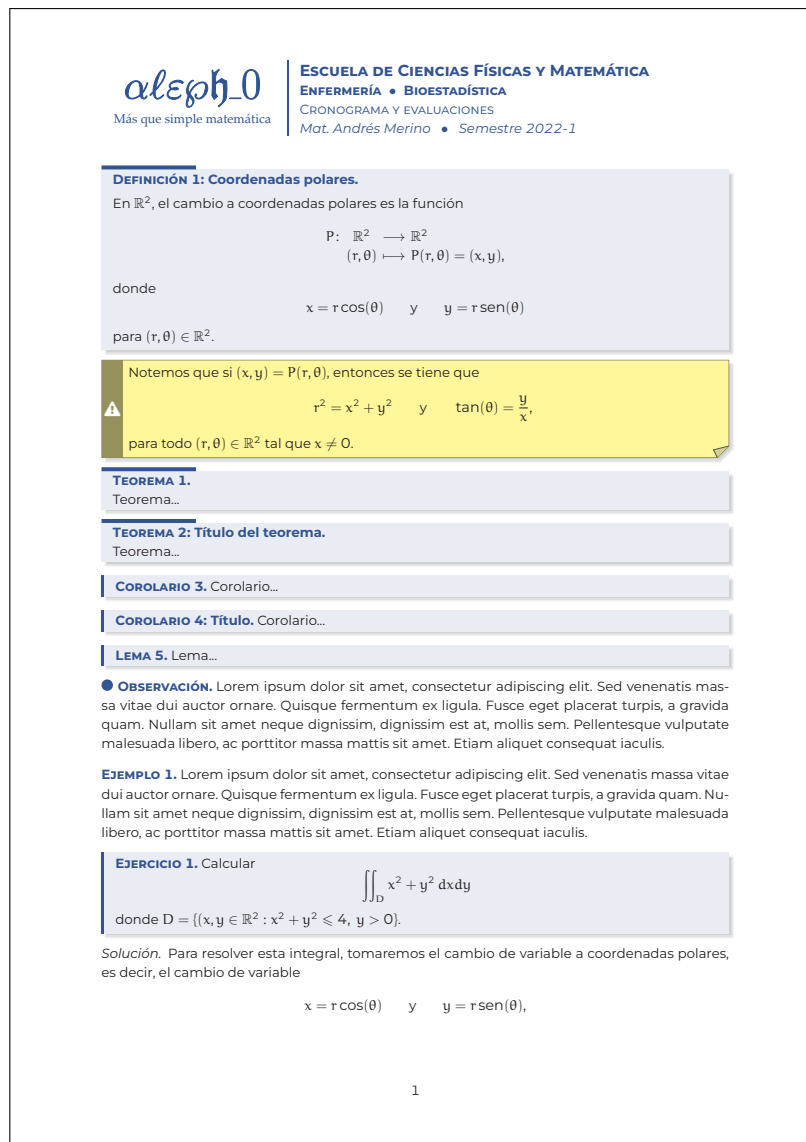 ESCUELA DE CIENCIAS FÍSICAS Y MATEMÁTICA
αℓεφ𝔥_0
ENFERMERÍA • BIOESTADÍSTICA
CRONOGRAMA Y EVALUACIONES
Más que simple matemática
Mat. Andrés Merino • Semestre 2022-1
DEFINICIÓN 1: Coordenadas polares.
En ℝ², el cambio a coordenadas polares es la función
P: ℝ² ⟶ ℝ²
(r, θ) ⟼ P(r, θ) = (x, y),
donde
x = r cos(θ) y y = r sen(θ)
para (r, θ) ∈ ℝ².
Notemos que si (x, y) = P(r, θ), entonces se tiene que
r² = x² + y² y tan(θ) = y/x,
para todo (r, θ) ∈ ℝ² tal que x ≠ 0.
TEOREMA 1.
Teorema...
TEOREMA 2: Título del teorema.
Teorema...
COROLARIO 3. Corolario...
COROLARIO 4: Título. Corolario...
LEMA 5. Lema...
● OBSERVACIÓN. Lorem ipsum dolor sit amet, consectetur adipiscing elit. Sed venenatis mas-
sa vitae dui auctor ornare. Quisque fermentum ex ligula. Fusce eget placerat turpis, a gravida
quam. Nullam sit amet neque dignissim, dignissim est at, mollis sem. Pellentesque vulputate
malesuada libero, ac porttitor massa mattis sit amet. Etiam aliquet consequat iaculis.
EJEMPLO 1. Lorem ipsum dolor sit amet, consectetur adipiscing elit. Sed venenatis massa vitae
dui auctor ornare. Quisque fermentum ex ligula. Fusce eget placerat turpis, a gravida quam. Nu-
llam sit amet neque dignissim, dignissim est at, mollis sem. Pellentesque vulputate malesuada
libero, ac porttitor massa mattis sit amet. Etiam aliquet consequat iaculis.
EJERCICIO 1. Calcular
∬_D x² + y² dxdy
donde D = {(x, y ∈ ℝ² : x² + y² ⩽ 4, y > 0}.
Solución. Para resolver esta integral, tomaremos el cambio de variable a coordenadas polares,
es decir, el cambio de variable
x = r cos(θ) y y = r sen(θ),
1